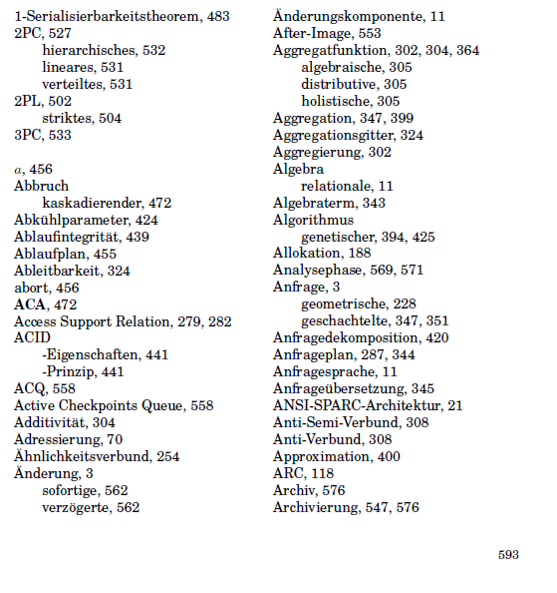 1-Serialisierbarkeitstheorem, 483
2PC, 527
hierarchisches, 532
lineares, 531
verteiltes, 531
2PL, 502
striktes, 504
3PC, 533
a, 456
Abbruch
kaskadierender, 472
Abkühlparameter, 424
Ablaufintegrität, 439
Ablaufplan, 455
Ableitbarkeit, 324
abort, 456
ACA, 472
Access Support Relation, 279, 282
ACID
-Eigenschaften, 441
-Prinzip, 441
ACQ, 558
Active Checkpoints Queue, 558
Additivität, 304
Adressierung, 70
Ähnlichkeitsverbund, 254
Änderung, 3
sofortige, 562
verzögerte, 562
Änderungskomponente, 11
After-Image, 553
Aggregatfunktion, 302, 304, 364
algebraische, 305
distributive, 305
holistische, 305
Aggregation, 347, 399
Aggregationsgitter, 324
Aggregierung, 302
Algebra
relationale, 11
Algebraterm, 343
Algorithmus
genetischer, 394, 425
Allokation, 188
Analysephase, 569, 571
Anfrage, 3
geometrische, 228
geschachtelte, 347, 351
Anfragedekomposition, 420
Anfrageplan, 287, 344
Anfragesprache, 11
Anfrageübersetzung, 345
ANSI-SPARC-Architektur, 21
Anti-Semi-Verbund, 308
Anti-Verbund, 308
Approximation, 400
ARC, 118
Archiv, 576
Archivierung, 547, 576
593